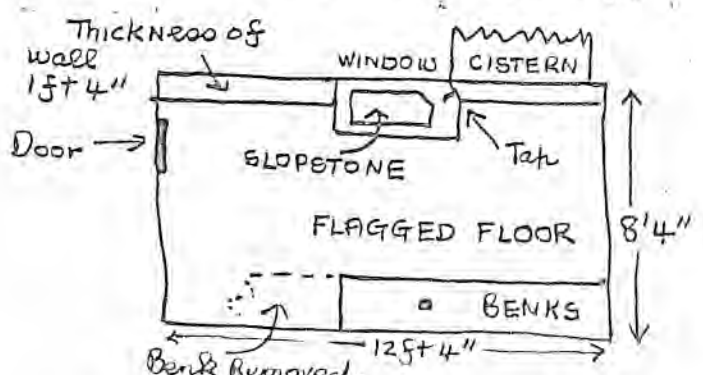 Thickness of
wall
1ft 4"
WINDOW
CISTERN
Door
SLOPSTONE
Tap
FLAGGED FLOOR
8'4"
BENKS
12ft 4"
Benk Removed